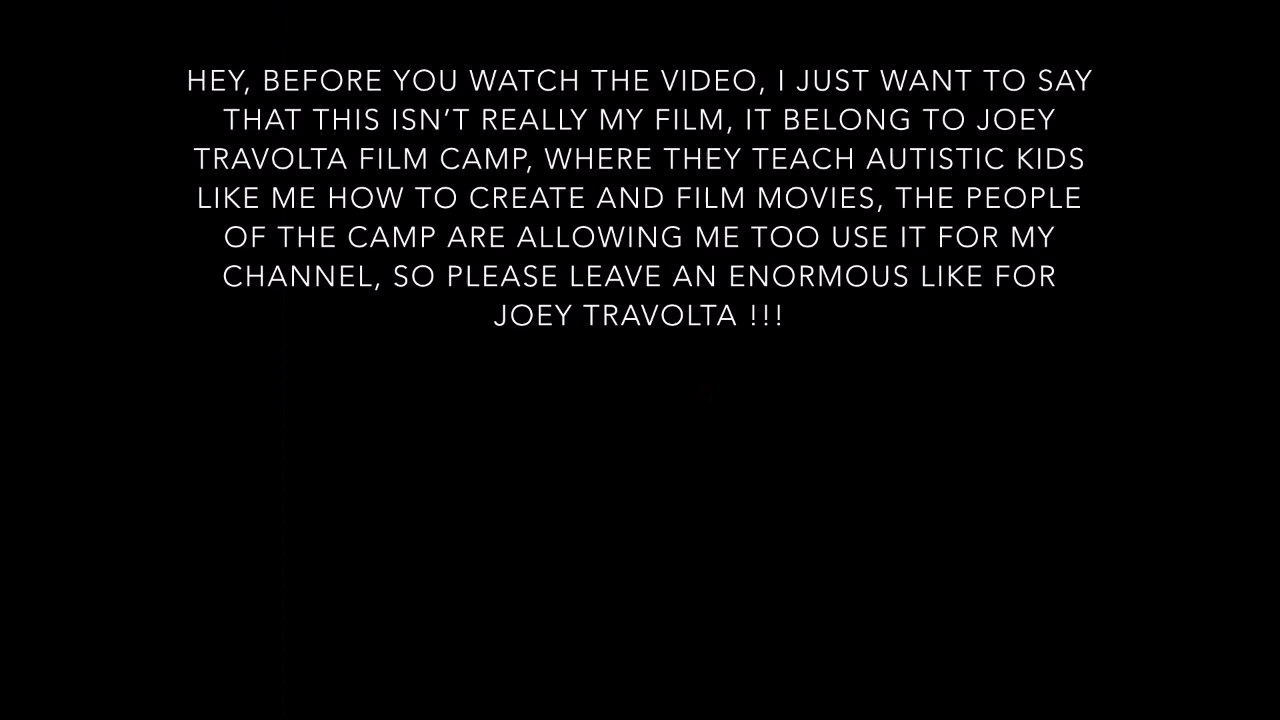 HEY, BEFORE YOU WATCH THE VIDEO, I JUST WANT TO SAY
THAT THIS ISN’T REALLY MY FILM, IT BELONG TO JOEY
TRAVOLTA FILM CAMP, WHERE THEY TEACH AUTISTIC KIDS
LIKE ME HOW TO CREATE AND FILM MOVIES, THE PEOPLE
OF THE CAMP ARE ALLOWING ME TOO USE IT FOR MY
CHANNEL, SO PLEASE LEAVE AN ENORMOUS LIKE FOR
JOEY TRAVOLTA !!!